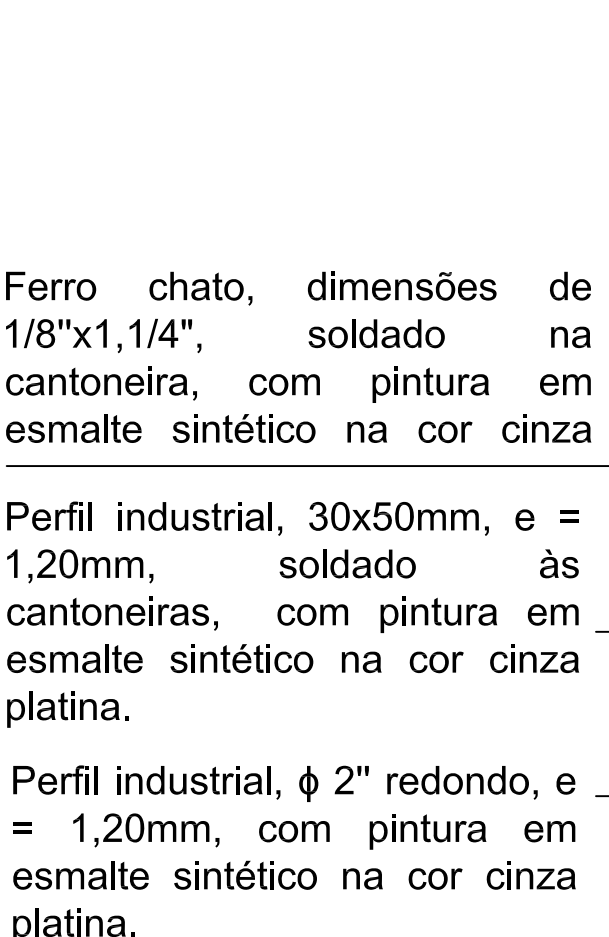 Ferro chato, dimensões de
1/8"x1,1/4", soldado na
cantoneira, com pintura em
esmalte sintético na cor cinza
Perfil industrial, 30x50mm, e =
1,20mm, soldado às
cantoneiras, com pintura em
esmalte sintético na cor cinza
platina.
Perfil industrial, ϕ 2" redondo, e
= 1,20mm, com pintura em
esmalte sintético na cor cinza
platina.